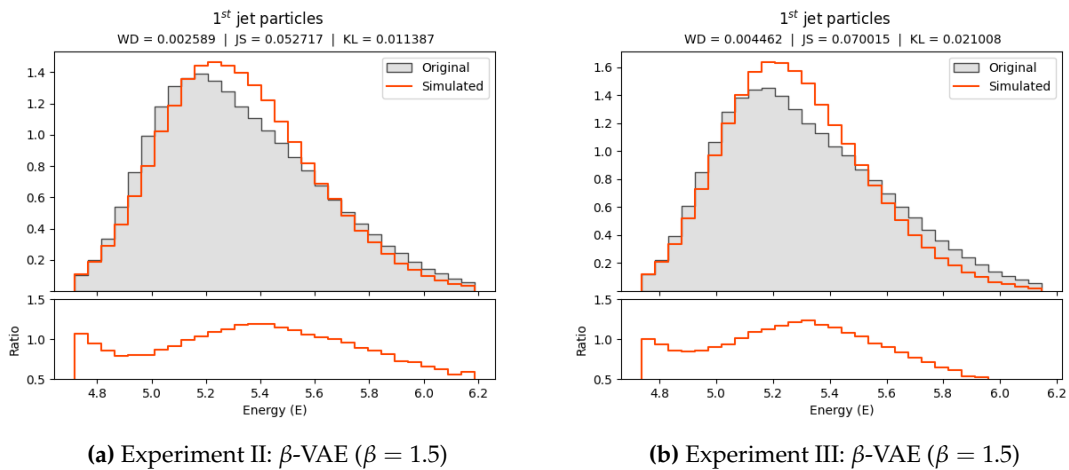 1st jet particles
WD = 0.002589 | JS = 0.052717 | KL = 0.011387
Original
Simulated
1.4
1.2
1.0
0.8
0.6
0.4
0.2
1.5
1.0
0.5
Ratio
4.8 5.0 5.2 5.4 5.6 5.8 6.0 6.2
Energy (E)
(a) Experiment II: β-VAE (β = 1.5)
1st jet particles
WD = 0.004462 | JS = 0.070015 | KL = 0.021008
Original
Simulated
1.6
1.4
1.2
1.0
0.8
0.6
0.4
0.2
1.5
1.0
0.5
Ratio
4.8 5.0 5.2 5.4 5.6 5.8 6.0 6.2
Energy (E)
(b) Experiment III: β-VAE (β = 1.5)